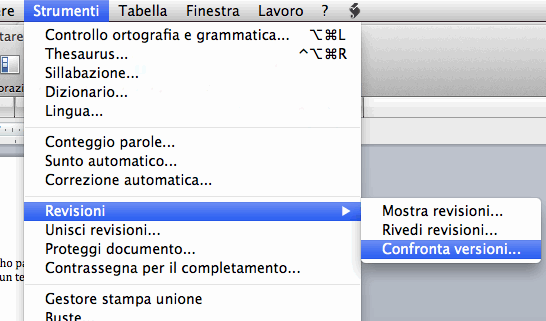 ere Strumenti Tabella Finestra Lavoro ?
tare
orazi
Controllo ortografia e grammatica... ⌥⌘L
Thesaurus... ^⌥⌘R
Sillabazione...
Dizionario...
Lingua...
Conteggio parole...
Sunto automatico...
Correzione automatica...
Revisioni ▶
Mostra revisioni...
Rivedi revisioni...
Confronta versioni...
Unisci revisioni...
Proteggi documento...
Contrassegna per il completamento...
Gestore stampa unione
Buste...
ho pa
un te